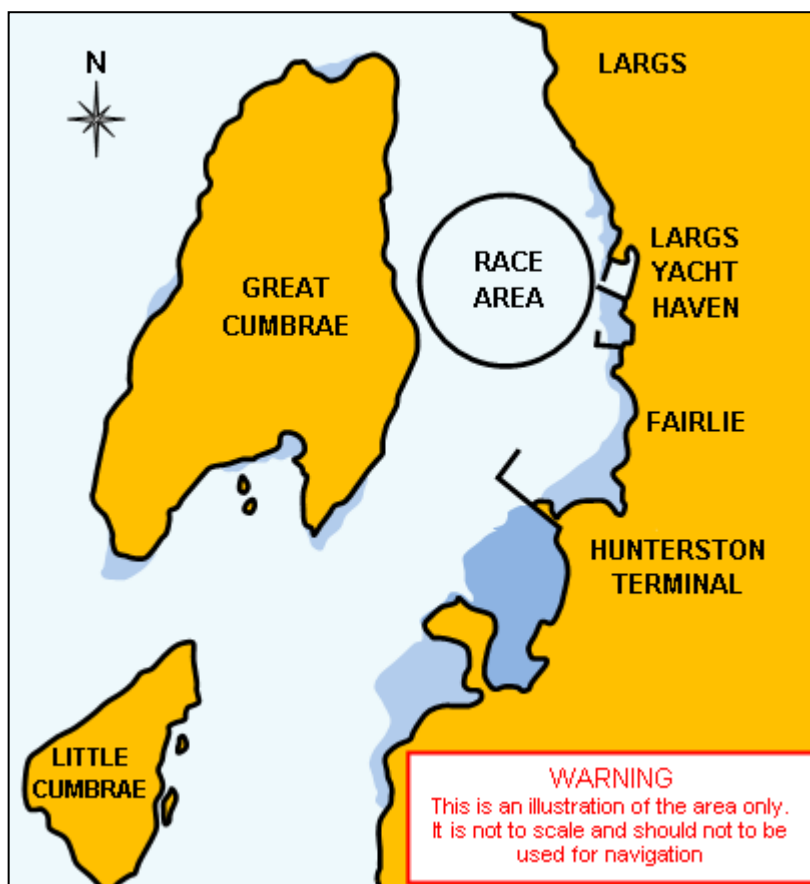 N
LARGS
LARGS
YACHT
HAVEN
RACE
AREA
GREAT
CUMBRAE
FAIRLIE
HUNTERSTON
TERMINAL
LITTLE
CUMBRAE
WARNING
This is an illustration of the area only.
It is not to scale and should not to be
used for navigation